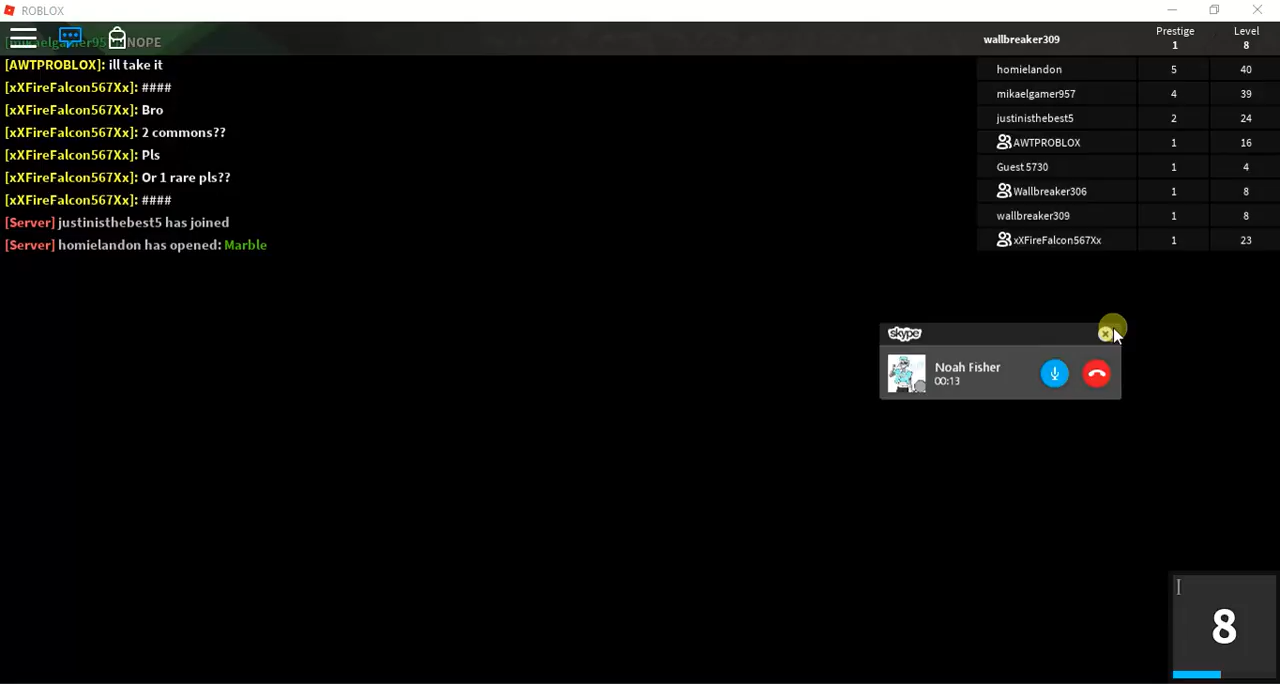 ROBLOX
NOPE
[AWTPROBLOX]: ill take it
[xXFireFalcon567Xx]: ####
[xXFireFalcon567Xx]: Bro
[xXFireFalcon567Xx]: 2 commons??
[xXFireFalcon567Xx]: Pls
[xXFireFalcon567Xx]: Or 1 rare pls??
[xXFireFalcon567Xx]: ####
[Server] justinisthebest5 has joined
[Server] homielandon has opened: Marble
wallbreaker309 Prestige 1 Level 8
homielandon 5 40
mikaelgamer957 4 39
justinisthebest5 2 24
AWTPROBLOX 1 16
Guest 5730 1 4
Wallbreaker306 1 8
wallbreaker309 1 8
xXFireFalcon567Xx 1 23
skype
Noah Fisher
00:13
8